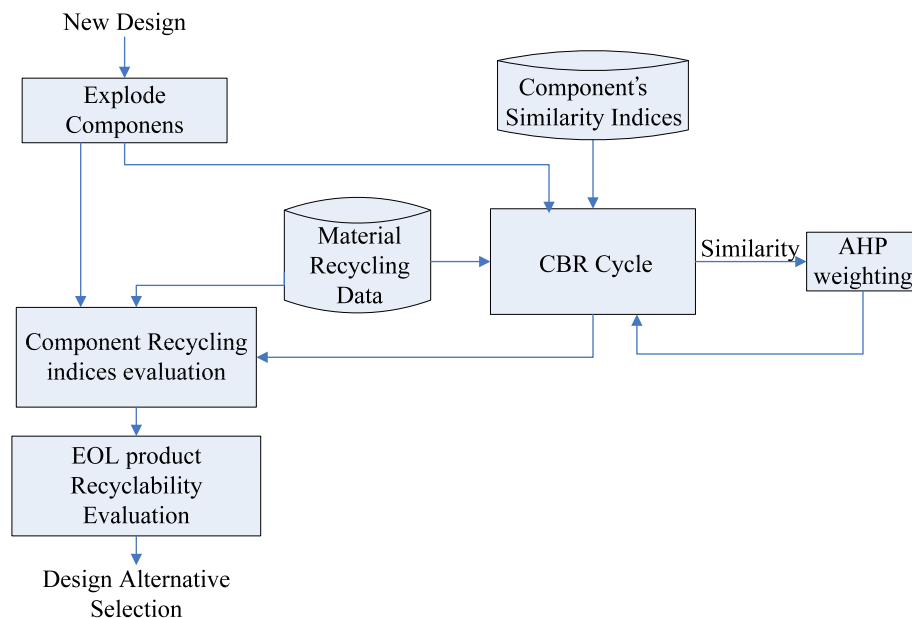 New Design
Explode
Componens
Component's
Similarity Indices
Material
Recycling
Data
CBR Cycle
Similarity
AHP
weighting
Component Recycling
indices evaluation
EOL product
Recyclability
Evaluation
Design Alternative
Selection